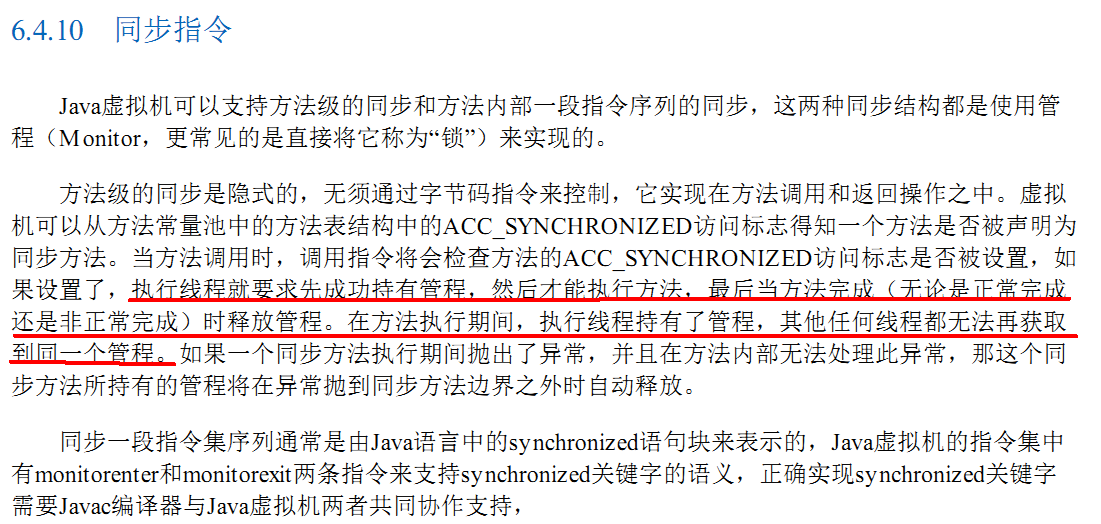 6.4.10 同步指令
Java虚拟机可以支持方法级的同步和方法内部一段指令序列的同步，这两种同步结构都是使用管
程（Monitor，更常见的是直接将它称为“锁”）来实现的。
方法级的同步是隐式的，无须通过字节码指令来控制，它实现在方法调用和返回操作之中。虚拟
机可以从方法常量池中的方法表结构中的ACC_SYNCHRONIZED访问标志得知一个方法是否被声明为
同步方法。当方法调用时，调用指令将会检查方法的ACC_SYNCHRONIZED访问标志是否被设置，如
果设置了，执行线程就要求先成功持有管程，然后才能执行方法，最后当方法完成（无论是正常完成
还是非正常完成）时释放管程。在方法执行期间，执行线程持有了管程，其他任何线程都无法再获取
到同一个管程。如果一个同步方法执行期间抛出了异常，并且在方法内部无法处理此异常，那这个同
步方法所持有的管程将在异常抛到同步方法边界之外时自动释放。
同步一段指令集序列通常是由Java语言中的synchronized语句块来表示的，Java虚拟机的指令集中
有monitorenter和monitorexit两条指令来支持synchronized关键字的语义，正确实现synchronized关键字
需要Javac编译器与Java虚拟机两者共同协作支持，